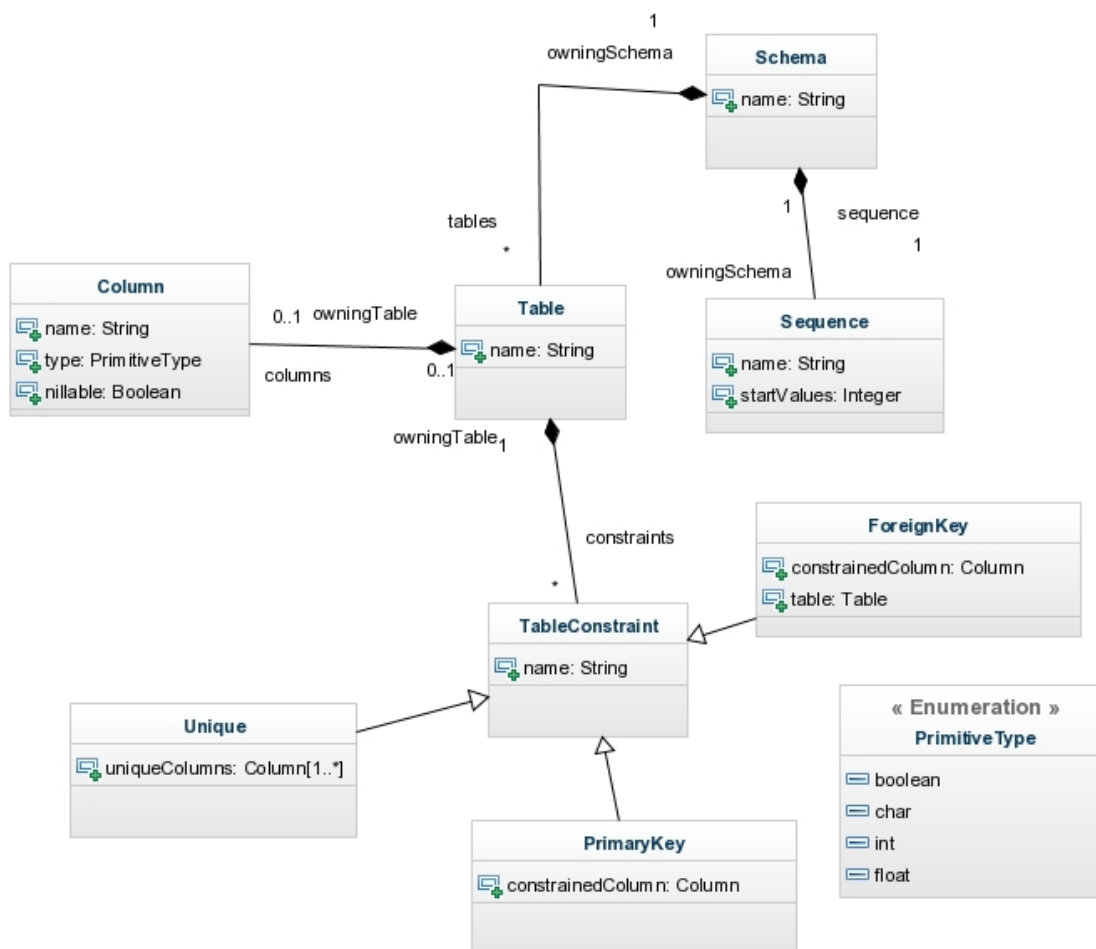 1
owningSchema
Schema
name: String
tables
*
1
sequence
1
owningSchema
Column
name: String
type: PrimitiveType
nillable: Boolean
0..1
owningTable
columns
0..1
Table
name: String
Sequence
name: String
startValues: Integer
owningTable
1
constraints
*
ForeignKey
constrainedColumn: Column
table: Table
TableConstraint
name: String
Unique
uniqueColumns: Column[1..*]
« Enumeration »
PrimitiveType
boolean
char
int
float
PrimaryKey
constrainedColumn: Column